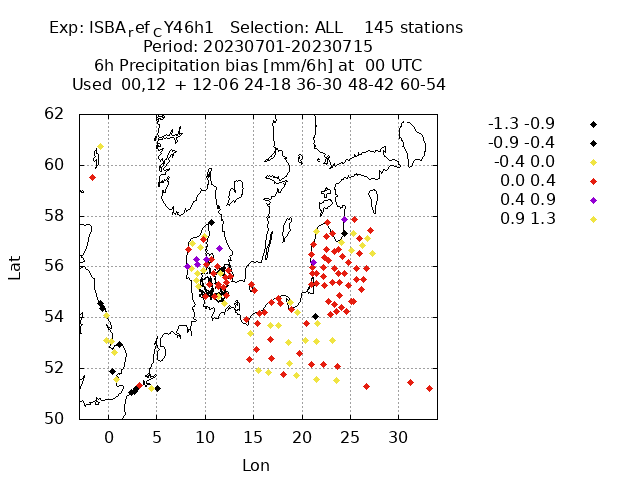 Exp: ISBA_ref_C Y46h1 Selection: ALL 145 stations
Period: 20230701-20230715
6h Precipitation bias [mm/6h] at 00 UTC
Used 00,12 + 12-06 24-18 36-30 48-42 60-54
62
60
58
56
54
52
50
Lat
0 5 10 15 20 25 30
Lon
-1.3 -0.9
-0.9 -0.4
-0.4 0.0
0.0 0.4
0.4 0.9
0.9 1.3